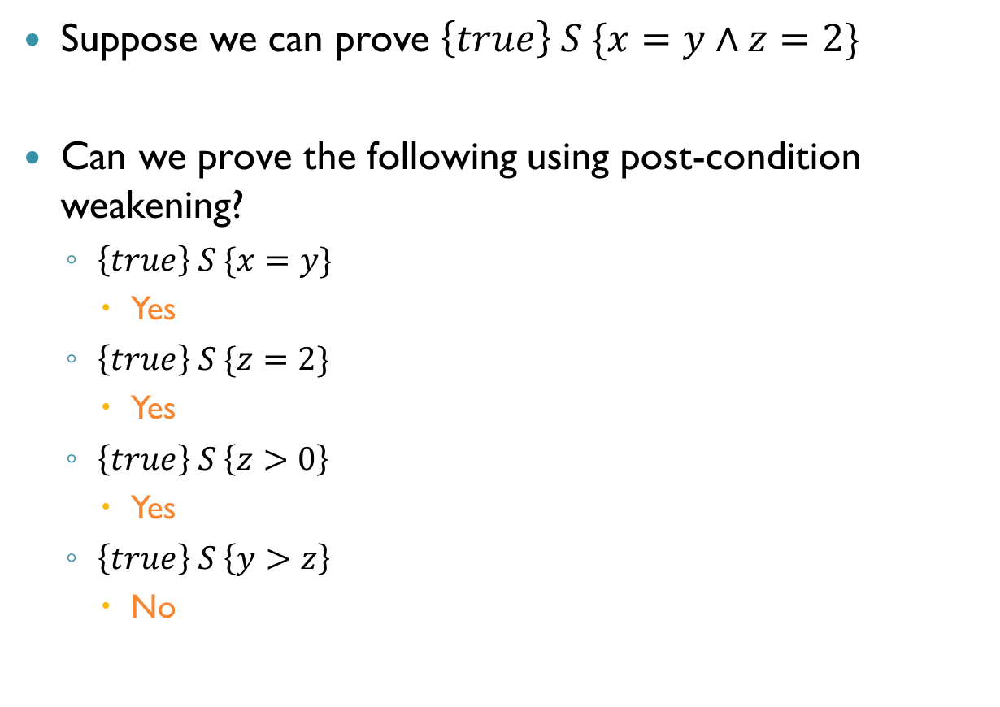 • Suppose we can prove {true} S {x = y ∧ z = 2}
• Can we prove the following using post-condition
weakening?
◦ {true} S {x = y}
• Yes
◦ {true} S {z = 2}
• Yes
◦ {true} S {z > 0}
• Yes
◦ {true} S {y > z}
• No